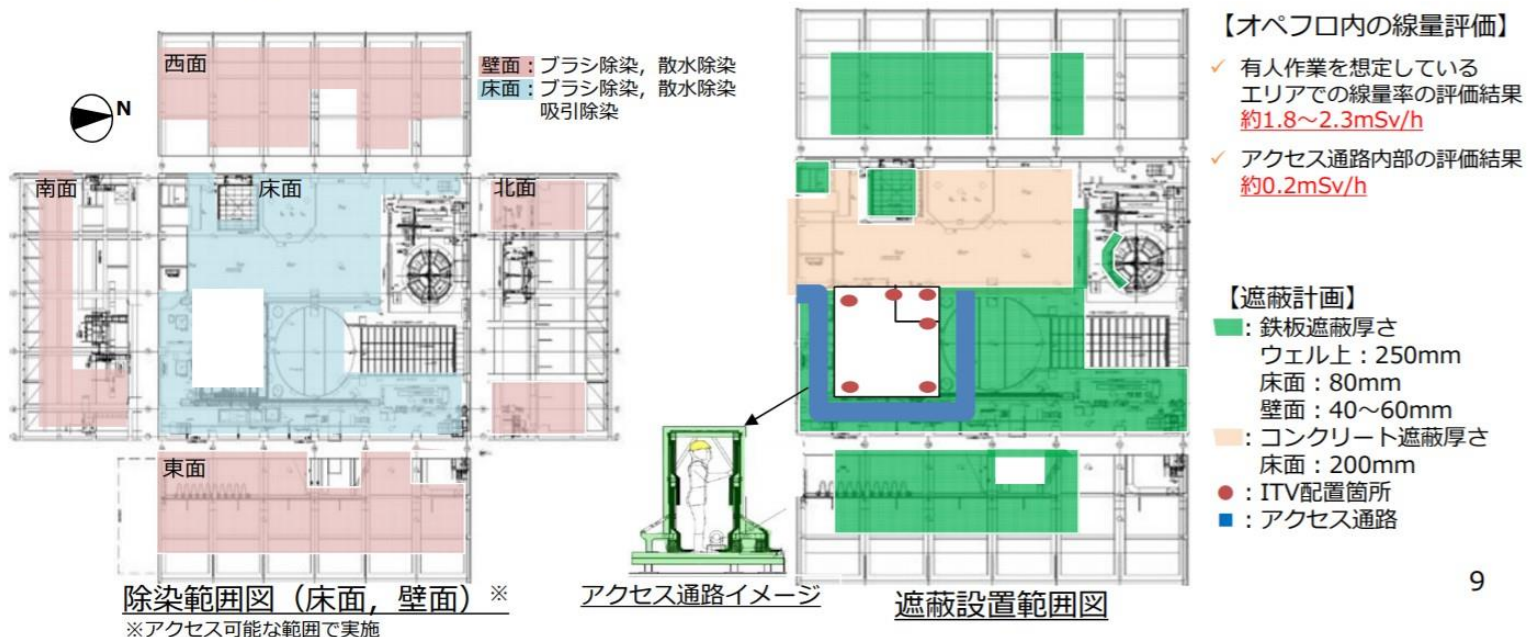 西面
壁面：ブラシ除染，散水除染
床面：ブラシ除染，散水除染
吸引除染
N
南面
床面
北面
東面
除染範囲図（床面，壁面）※
※アクセス可能な範囲で実施
アクセス通路イメージ
遮蔽設置範囲図
【オペフロ内の線量評価】
✓ 有人作業を想定している
エリアでの線量率の評価結果
約1.8～2.3mSv/h
✓ アクセス通路内部の評価結果
約0.2mSv/h
【遮蔽計画】
：鉄板遮蔽厚さ
ウェル上：250mm
床面：80mm
壁面：40～60mm
：コンクリート遮蔽厚さ
床面：200mm
：ITV配置箇所
：アクセス通路
9